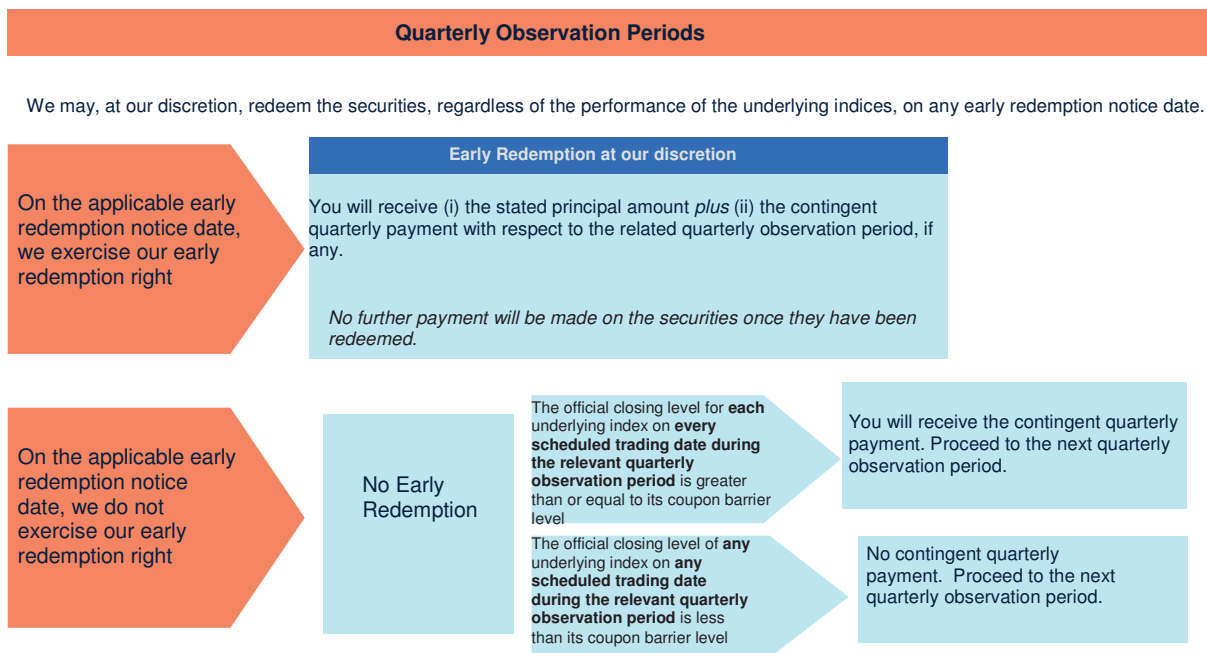 Quarterly Observation Periods
We may, at our discretion, redeem the securities, regardless of the performance of the underlying indices, on any early redemption notice date.
On the applicable early
redemption notice date,
we exercise our early
redemption right
Early Redemption at our discretion
You will receive (i) the stated principal amount plus (ii) the contingent
quarterly payment with respect to the related quarterly observation period, if
any.
No further payment will be made on the securities once they have been
redeemed.
On the applicable early
redemption notice
date, we do not
exercise our early
redemption right
No Early
Redemption
The official closing level for each
underlying index on every
scheduled trading date during
the relevant quarterly
observation period is greater
than or equal to its coupon barrier
level
You will receive the contingent quarterly
payment. Proceed to the next quarterly
observation period.
The official closing level of any
underlying index on any
scheduled trading date
during the relevant quarterly
observation period is less
than its coupon barrier level
No contingent quarterly
payment. Proceed to the next
quarterly observation period.